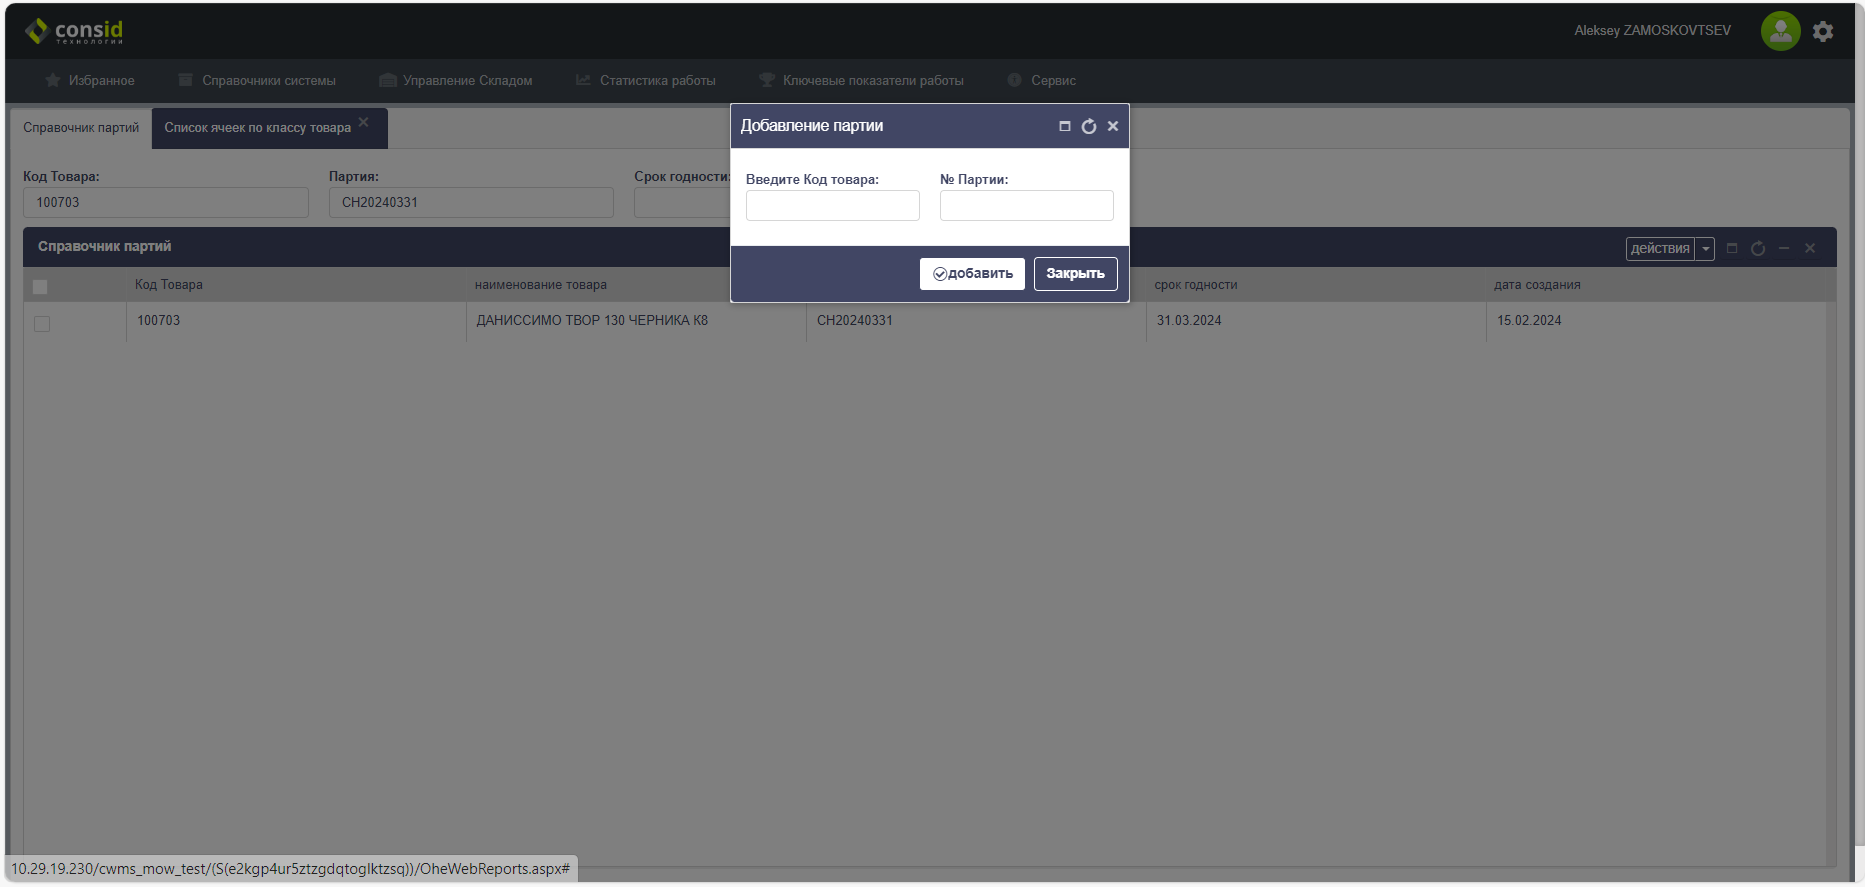 consid
технологии
Aleksey ZAMOSKOVTSEV
Избранное Справочники системы Управление Складом Статистика работы Ключевые показатели работы Сервис
Справочник партий Список ячеек по классу товара
Добавление партии
Код Товара: Партия: Срок годности:
100703 CH20240331
Введите Код товара: № Партии:
Справочник партий
действия
добавить Закрыть
Код Товара наименование товара срок годности дата создания
100703 ДАНИССИМО ТВОР 130 ЧЕРНИКА К8 CH20240331 31.03.2024 15.02.2024
10.29.19.230/cwms_mow_test/(S(e2kgp4ur5ztzgdqtoglktzsq))/OheWebReports.aspx#